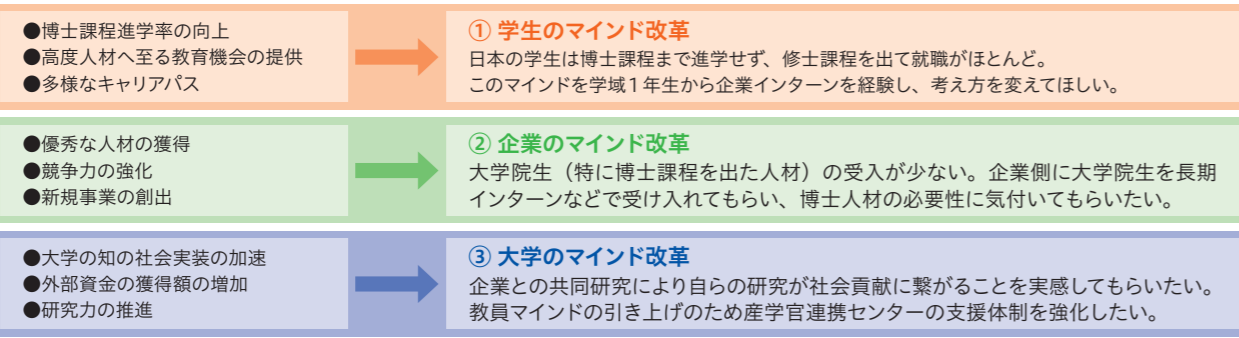 ●博士課程進学率の向上
●高度人材へ至る教育機会の提供
●多様なキャリアパス
① 学生のマインド改革
日本の学生は博士課程まで進学せず、修士課程を出て就職がほとんど。
このマインドを学域1年生から企業インターンを経験し、考え方を変えてほしい。
●優秀な人材の獲得
●競争力の強化
●新規事業の創出
② 企業のマインド改革
大学院生（特に博士課程を出た人材）の受入が少ない。企業側に大学院生を長期
インターンなどで受け入れてもらい、博士人材の必要性に気付いてもらいたい。
●大学の知の社会実装の加速
●外部資金の獲得額の増加
●研究力の推進
③ 大学のマインド改革
企業との共同研究により自らの研究が社会貢献に繋がることを実感してもらいたい。
教員マインドの引き上げのため産学官連携センターの支援体制を強化したい。